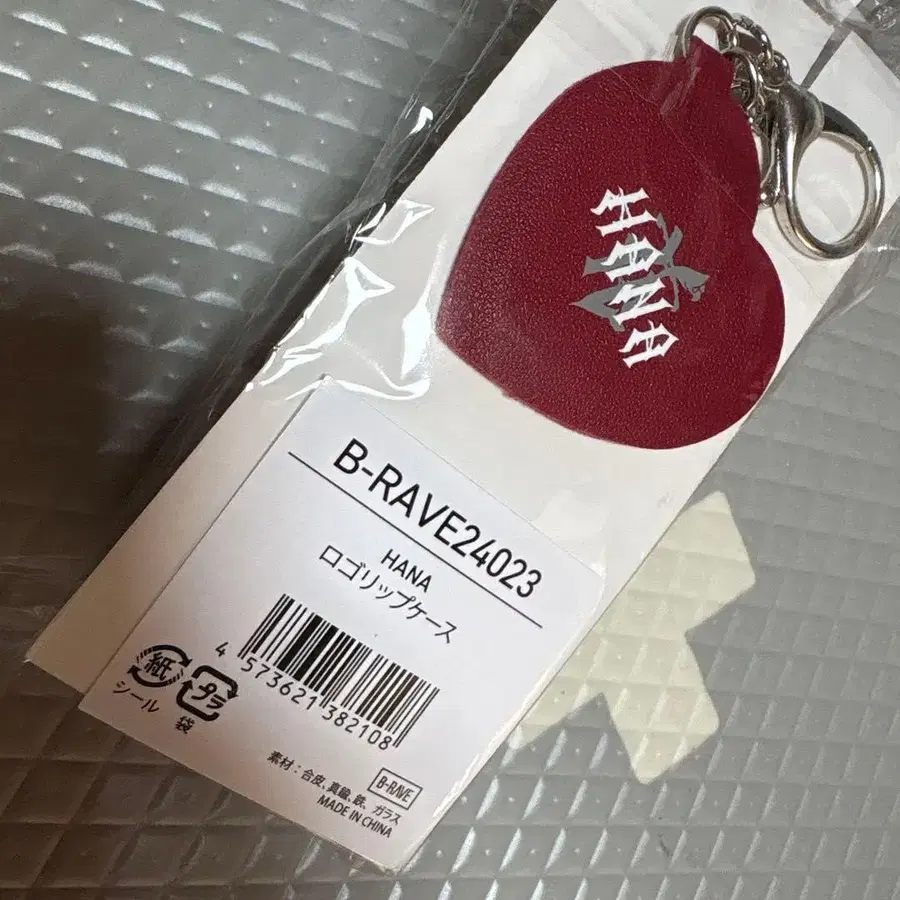 HANA
B-RAVE24023
HANA
ロゴリップケース
4 573621 382108
紙
シール
プラ
袋
素材：合皮、真鍮、鉄、ガラス
B-RAVE
MADE IN CHINA